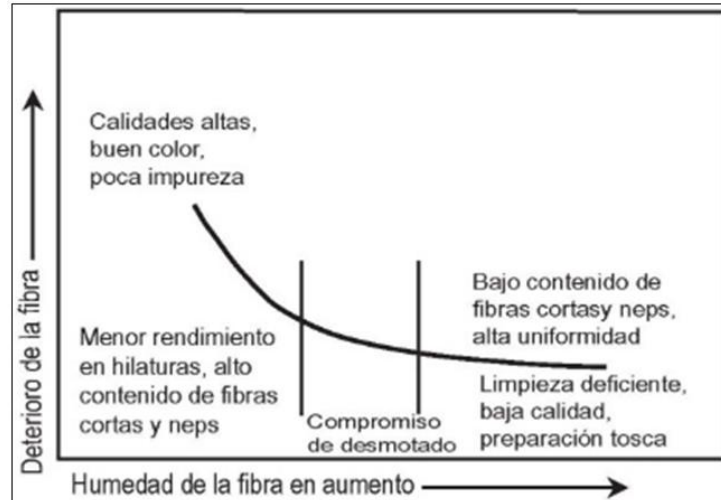 Deterioro de la fibra
Calidades altas,
buen color,
poca impureza
Menor rendimiento
en hilaturas, alto
contenido de fibras
cortas y neps
Compromiso
de desmotado
Bajo contenido de
fibras cortasy neps,
alta uniformidad
Limpieza deficiente,
baja calidad,
preparación tosca
Humedad de la fibra en aumento